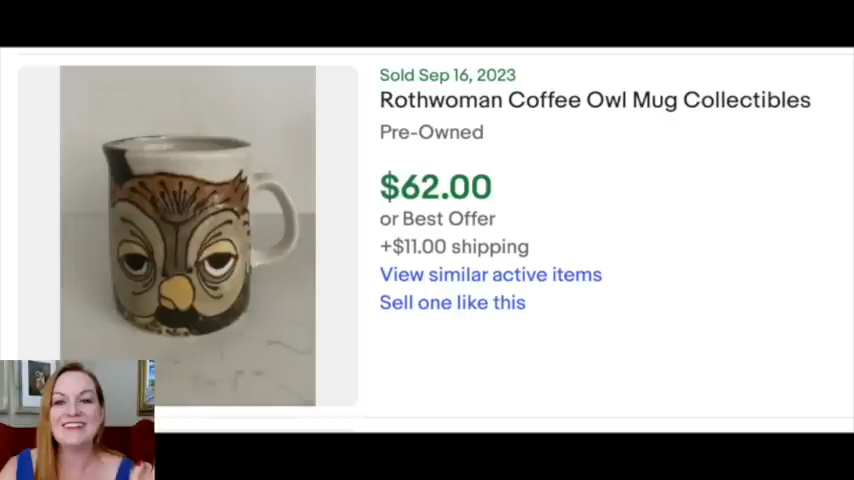 Sold Sep 16, 2023
Rothwoman Coffee Owl Mug Collectibles
Pre-Owned
$62.00
or Best Offer
+$11.00 shipping
View similar active items
Sell one like this